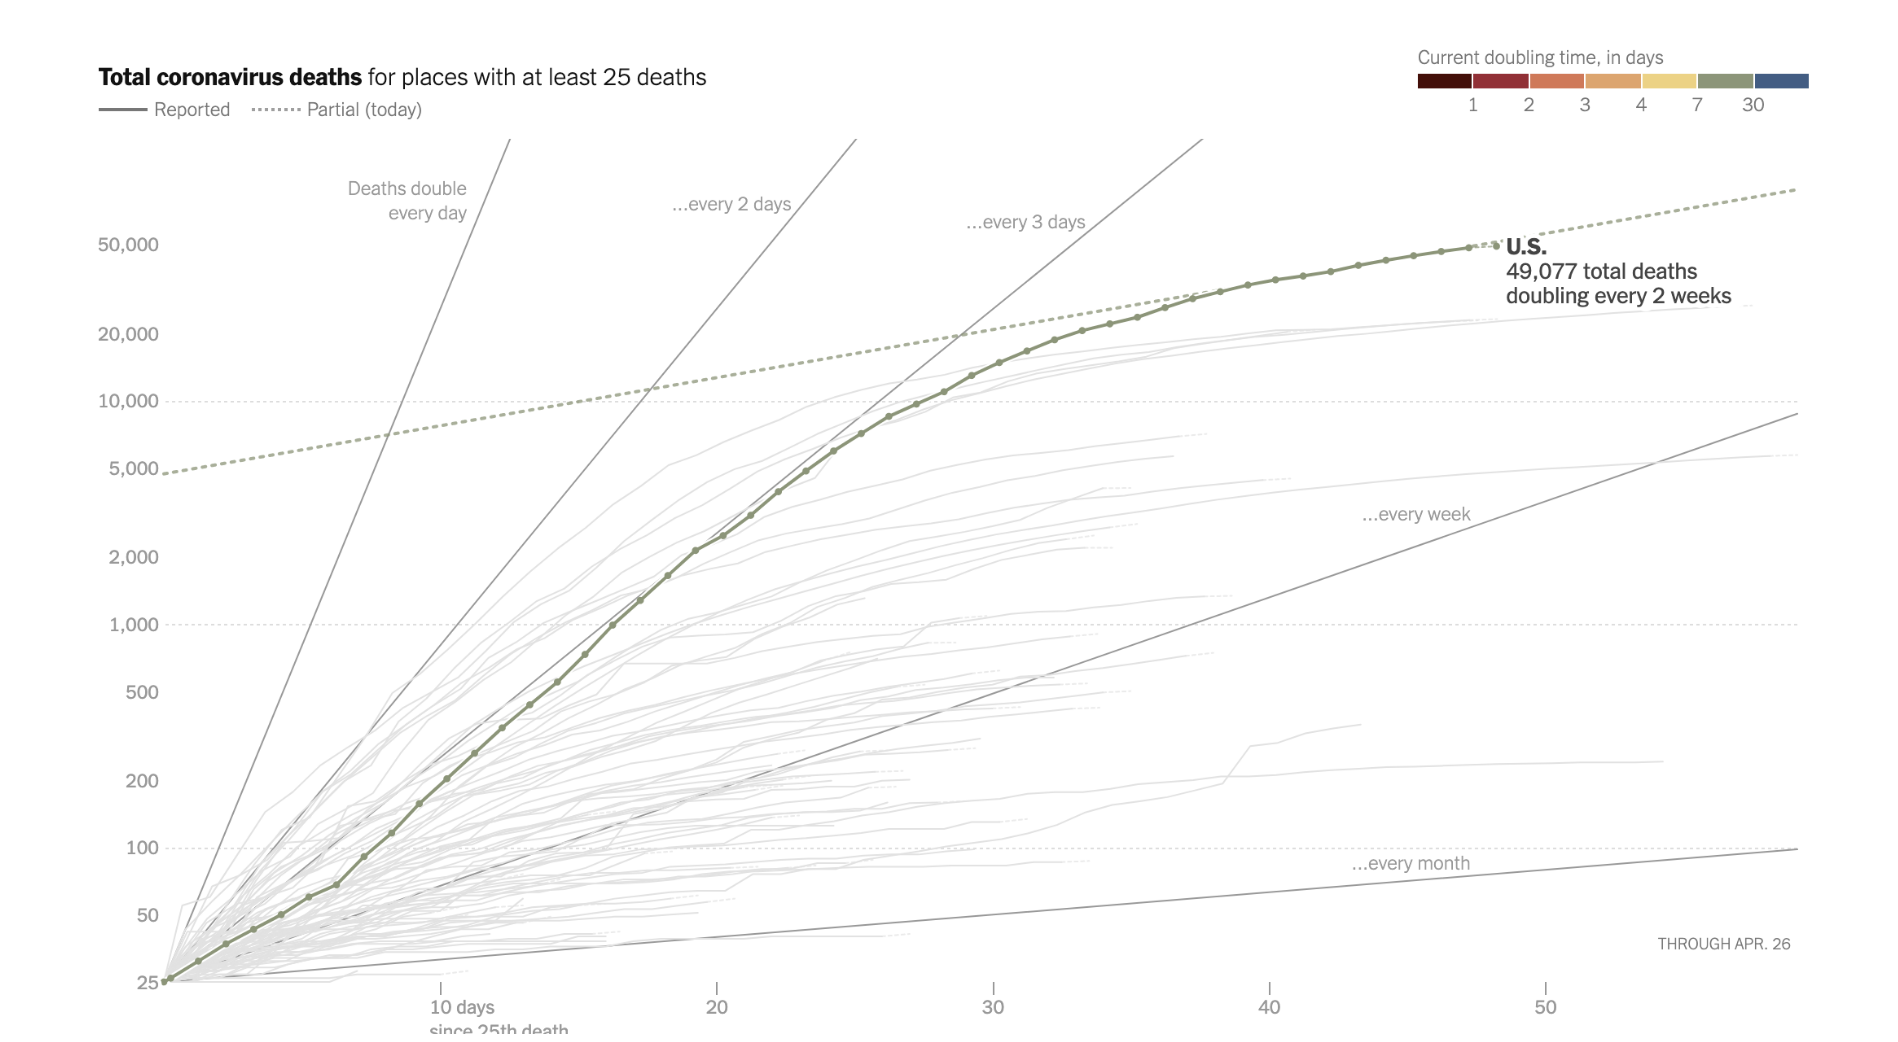 Current doubling time, in days
1 2 3 4 7 30
Total coronavirus deaths for places with at least 25 deaths
Reported Partial (today)
Deaths double
every day
...every 2 days
...every 3 days
50,000
20,000
10,000
5,000
2,000
1,000
500
200
100
50
25
U.S.
49,077 total deaths
doubling every 2 weeks
...every week
...every month
THROUGH APR. 26
10 days 20 30 40 50
since 25th death